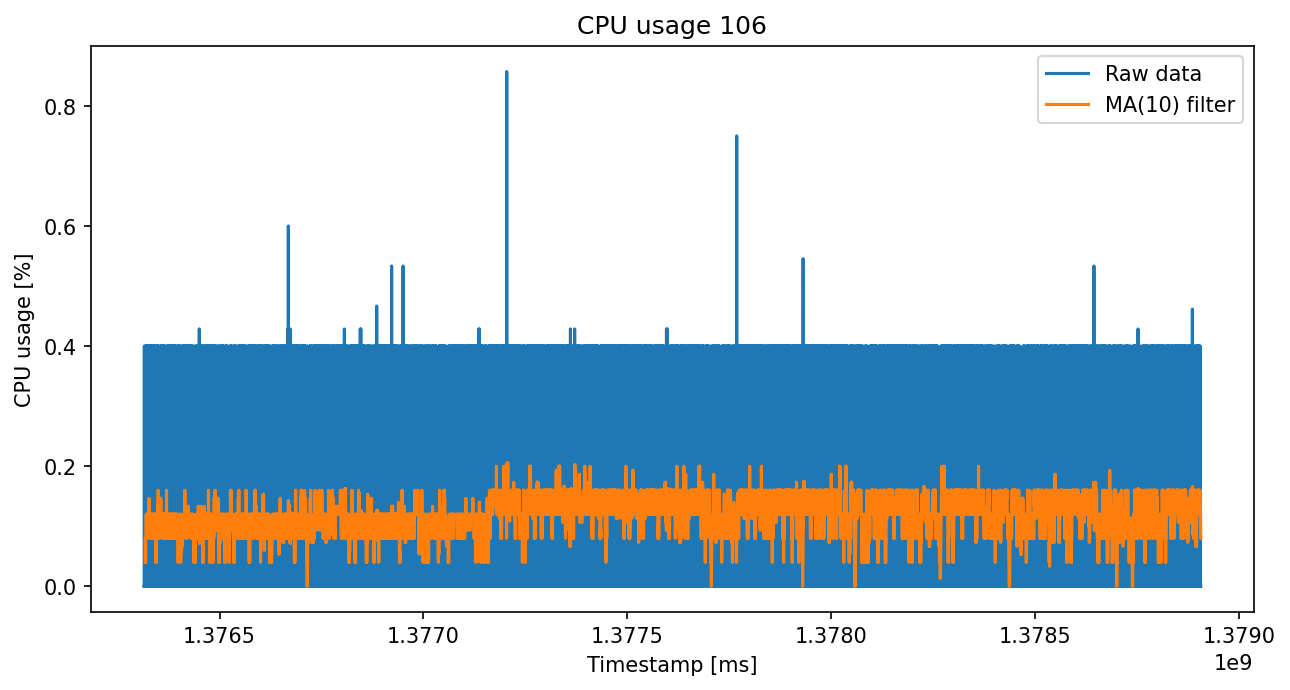 CPU usage 106
Raw data
MA(10) filter
CPU usage [%]
0.8
0.6
0.4
0.2
0.0
1.3765 1.3770 1.3775 1.3780 1.3785 1.3790
1e9
Timestamp [ms]